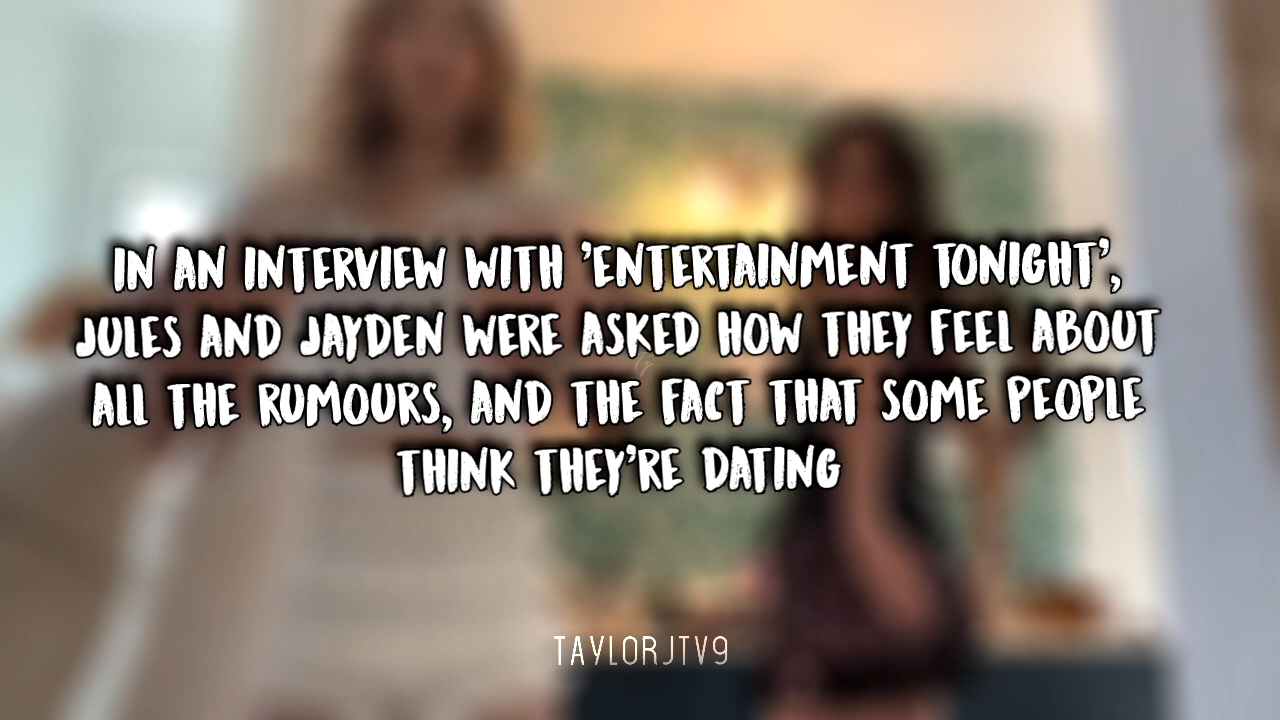 IN AN INTERVIEW WITH 'ENTERTAINMENT TONIGHT',
JULES AND JAYDEN WERE ASKED HOW THEY FEEL ABOUT
ALL THE RUMOURS, AND THE FACT THAT SOME PEOPLE
THINK THEY'RE DATING
TAYLORJTV9